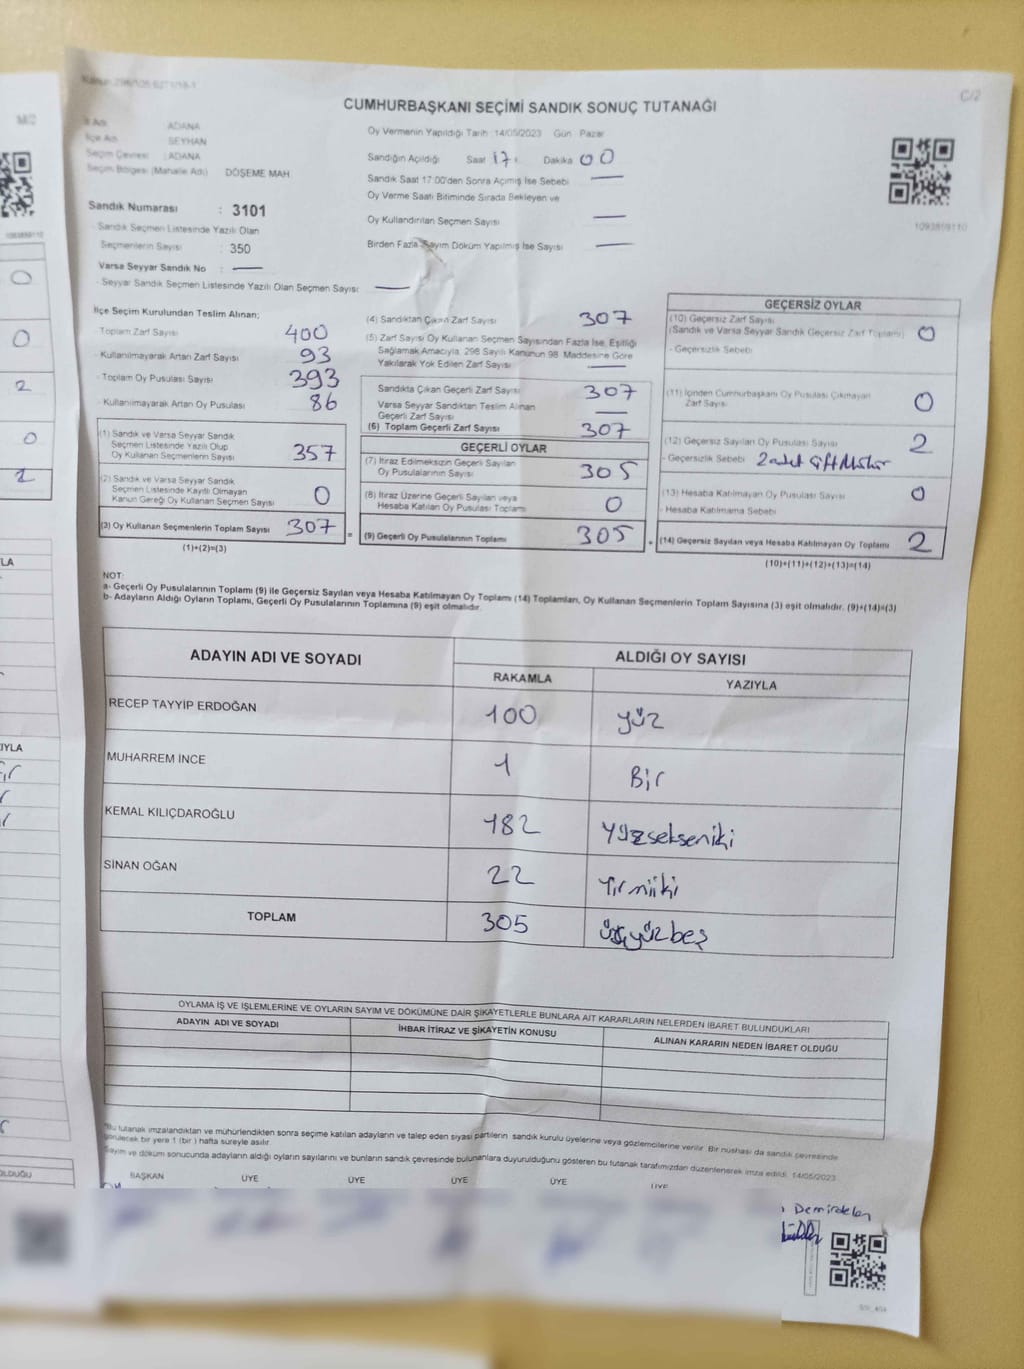 C/2
CUMHURBAŞKANI SEÇİMİ SANDIK SONUÇ TUTANAĞI
İl Adı ADANA
İlçe Adı SEYHAN
Seçim Çevresi : ADANA
Seçim Bölgesi (Mahalle Adı) DÖŞEME MAH.
Sandık Numarası : 3101
- Sandık Seçmen Listesinde Yazılı Olan
Seçmenlerin Sayısı : 350
Varsa Seyyar Sandık No : —
- Seyyar Sandık Seçmen Listesinde Yazılı Olan Seçmen Sayısı: —
Oy Vermenin Yapıldığı Tarih :14/05/2023 Gün Pazar
Sandığın Açıldığı Saat 17 : Dakika 00
Sandık Saat 17:00'den Sonra Açımış İse Sebebi —
Oy Verme Saati Bitiminde Sırada Bekleyen ve
Oy Kullandırılan Seçmen Sayısı —
Birden Fazla Sayım Döküm Yapılmış İse Sayısı —
1093859110
İlçe Seçim Kurulundan Teslim Alınan;
- Toplam Zarf Sayısı 400
- Kullanılmayarak Artan Zarf Sayısı 93
- Toplam Oy Pusulası Sayısı 393
- Kullanılmayarak Artan Oy Pusulası 86
(1) Sandık ve Varsa Seyyar Sandık
Seçmen Listesinde Yazılı Olup
Oy Kullanan Seçmenlerin Sayısı 357
(2) Sandık ve Varsa Seyyar Sandık
Seçmen Listesinde Kayıtlı Olmayan
Kanun Gereği Oy Kullanan Seçmen Sayısı 0
(3) Oy Kullanan Seçmenlerin Toplam Sayısı 307 =
(1)+(2)=(3)
(4) Sandıktan Çıkan Zarf Sayısı 307
(5) Zarf Sayısı Oy Kullanan Seçmen Sayısından Fazla İse, Eşitliği
Sağlamak Amacıyla, 298 Sayılı Kanunun 98. Maddesine Göre
Yakılarak Yok Edilen Zarf Sayısı —
Sandıkta Çıkan Geçerli Zarf Sayısı 307
Varsa Seyyar Sandıktan Teslim Alınan
Geçerli Zarf Sayısı —
(6) Toplam Geçerli Zarf Sayısı 307
GEÇERLİ OYLAR
(7) İtiraz Edilmeksizin Geçerli Sayılan
Oy Pusulalarının Sayısı 305
(8) İtiraz Üzerine Geçerli Sayılan veya
Hesaba Katılan Oy Pusulası Toplamı 0
(9) Geçerli Oy Pusulalarının Toplamı 305 +
GEÇERSİZ OYLAR
(10) Geçersiz Zarf Sayısı
(Sandık ve Varsa Seyyar Sandık Geçersiz Zarf Toplamı) 0
- Geçersizlik Sebebi
(11) İçinden Cumhurbaşkanı Oy Pusulası Çıkmayan
Zarf Sayısı 0
(12) Geçersiz Sayılan Oy Pusulası Sayısı 2
- Geçersizlik Sebebi 2 adet Çift Mühür
(13) Hesaba Katılmayan Oy Pusulası Sayısı 0
- Hesaba Katılmama Sebebi
(14) Geçersiz Sayılan veya Hesaba Katılmayan Oy Toplamı 2
(10)+(11)+(12)+(13)=(14)
NOT:
a- Geçerli Oy Pusulalarının Toplamı (9) ile Geçersiz Sayılan veya Hesaba Katılmayan Oy Toplamı (14) Toplamları, Oy Kullanan Seçmenlerin Toplam Sayısına (3) eşit olmalıdır. (9)+(14)=(3)
b- Adayların Aldığı Oyların Toplamı, Geçerli Oy Pusulalarının Toplamına (9) eşit olmalıdır.
ADAYIN ADI VE SOYADI ALDIĞI OY SAYISI
RAKAMLA YAZIYLA
RECEP TAYYİP ERDOĞAN 100 yüz
MUHARREM İNCE 1 Bir
KEMAL KILIÇDAROĞLU 182 Yüzsekseniki
SİNAN OĞAN 22 Yirmiiki
TOPLAM 305 üçyüzbeş
OYLAMA İŞ VE İŞLEMLERİNE VE OYLARIN SAYIM VE DÖKÜMÜNE DAİR ŞİKAYETLERLE BUNLARA AİT KARARLARIN NELERDEN İBARET BULUNDUKLARI
ADAYIN ADI VE SOYADI İHBAR İTİRAZ VE ŞİKAYETİN KONUSU ALINAN KARARIN NEDEN İBARET OLDUĞU
*Bu tutanak imzalandıktan ve mühürlendikten sonra seçime katılan adayların ve talep eden siyasi partilerin sandık kurulu üyelerine veya gözlemcilerine verilir. Bir nüshası da sandık çevresinde
görülecek bir yere 1 (bir ) hafta süreyle asılır.
Sayım ve döküm sonucunda adayların aldığı oyların sayılarını ve bunların sandık çevresinde bulunanlara duyurulduğunu gösteren bu tutanak tarafımızdan düzenlenerek imza edildi. 14/05/2023
BAŞKAN ÜYE ÜYE ÜYE ÜYE ÜYE
M/2
0
0
2
0
2
LA
IYLA
OLDUĞU